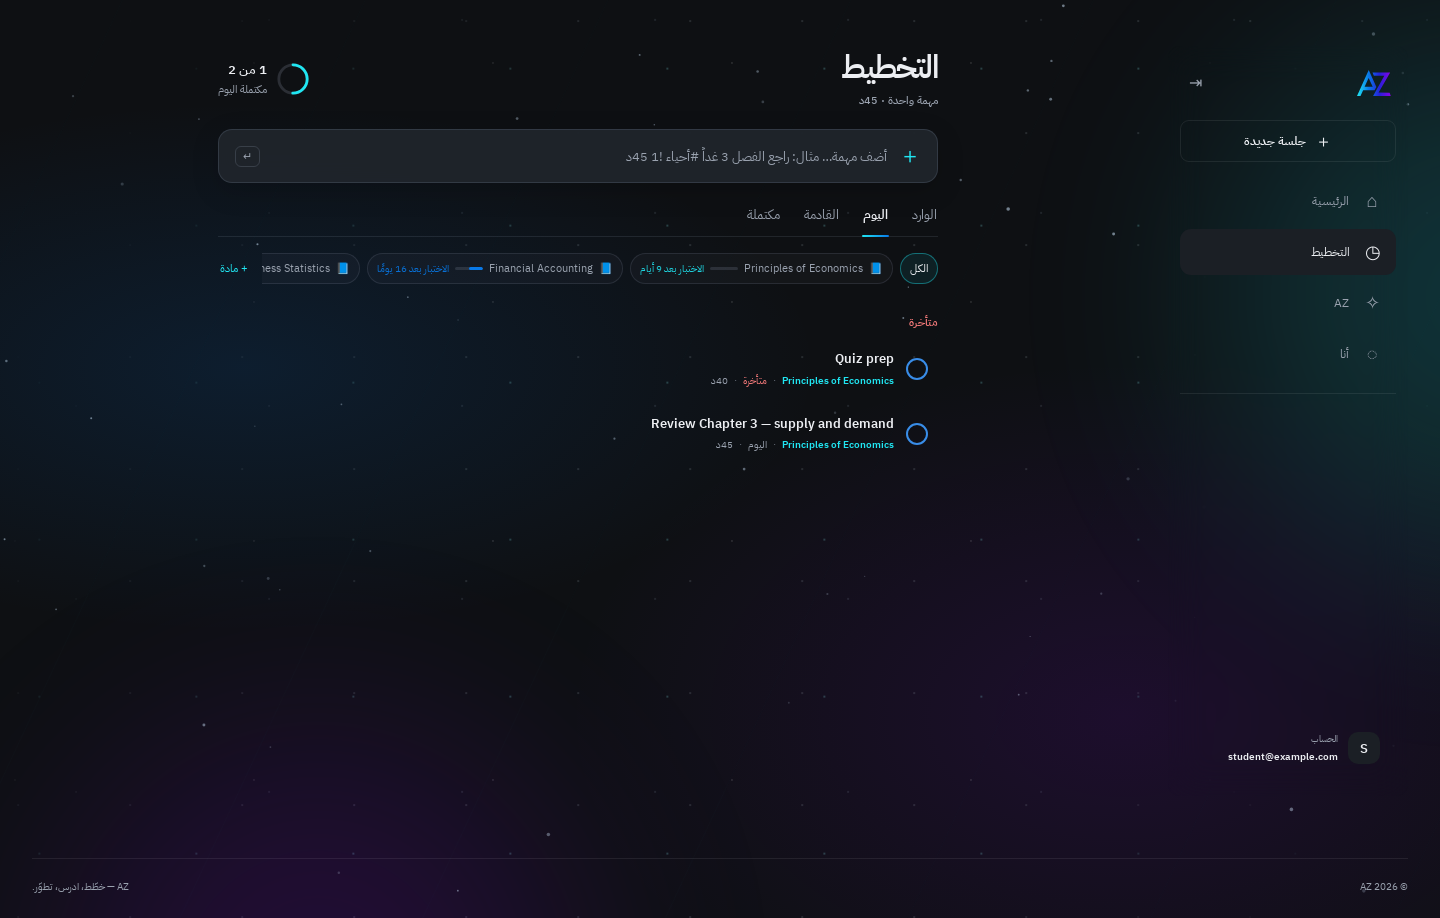 AZ
⇥
+ جلسة جديدة
الرئيسية
التخطيط
AZ
أنا
الحساب
student@example.com
S
التخطيط
مهمة واحدة · 45د
1 من 2
مكتملة اليوم
+ أضف مهمة... مثال: راجع الفصل 3 غداً #أحياء !1 45د ↵
الوارد اليوم القادمة مكتملة
الكل
Principles of Economics الاختبار بعد 9 أيام
Financial Accounting الاختبار بعد 16 يومًا
ness Statistics
+ مادة
متأخرة
Quiz prep
Principles of Economics · متأخرة · 40د
Review Chapter 3 — supply and demand
Principles of Economics · اليوم · 45د
© 2026 AZ
AZ — خطّط، ادرس، تطوّر.